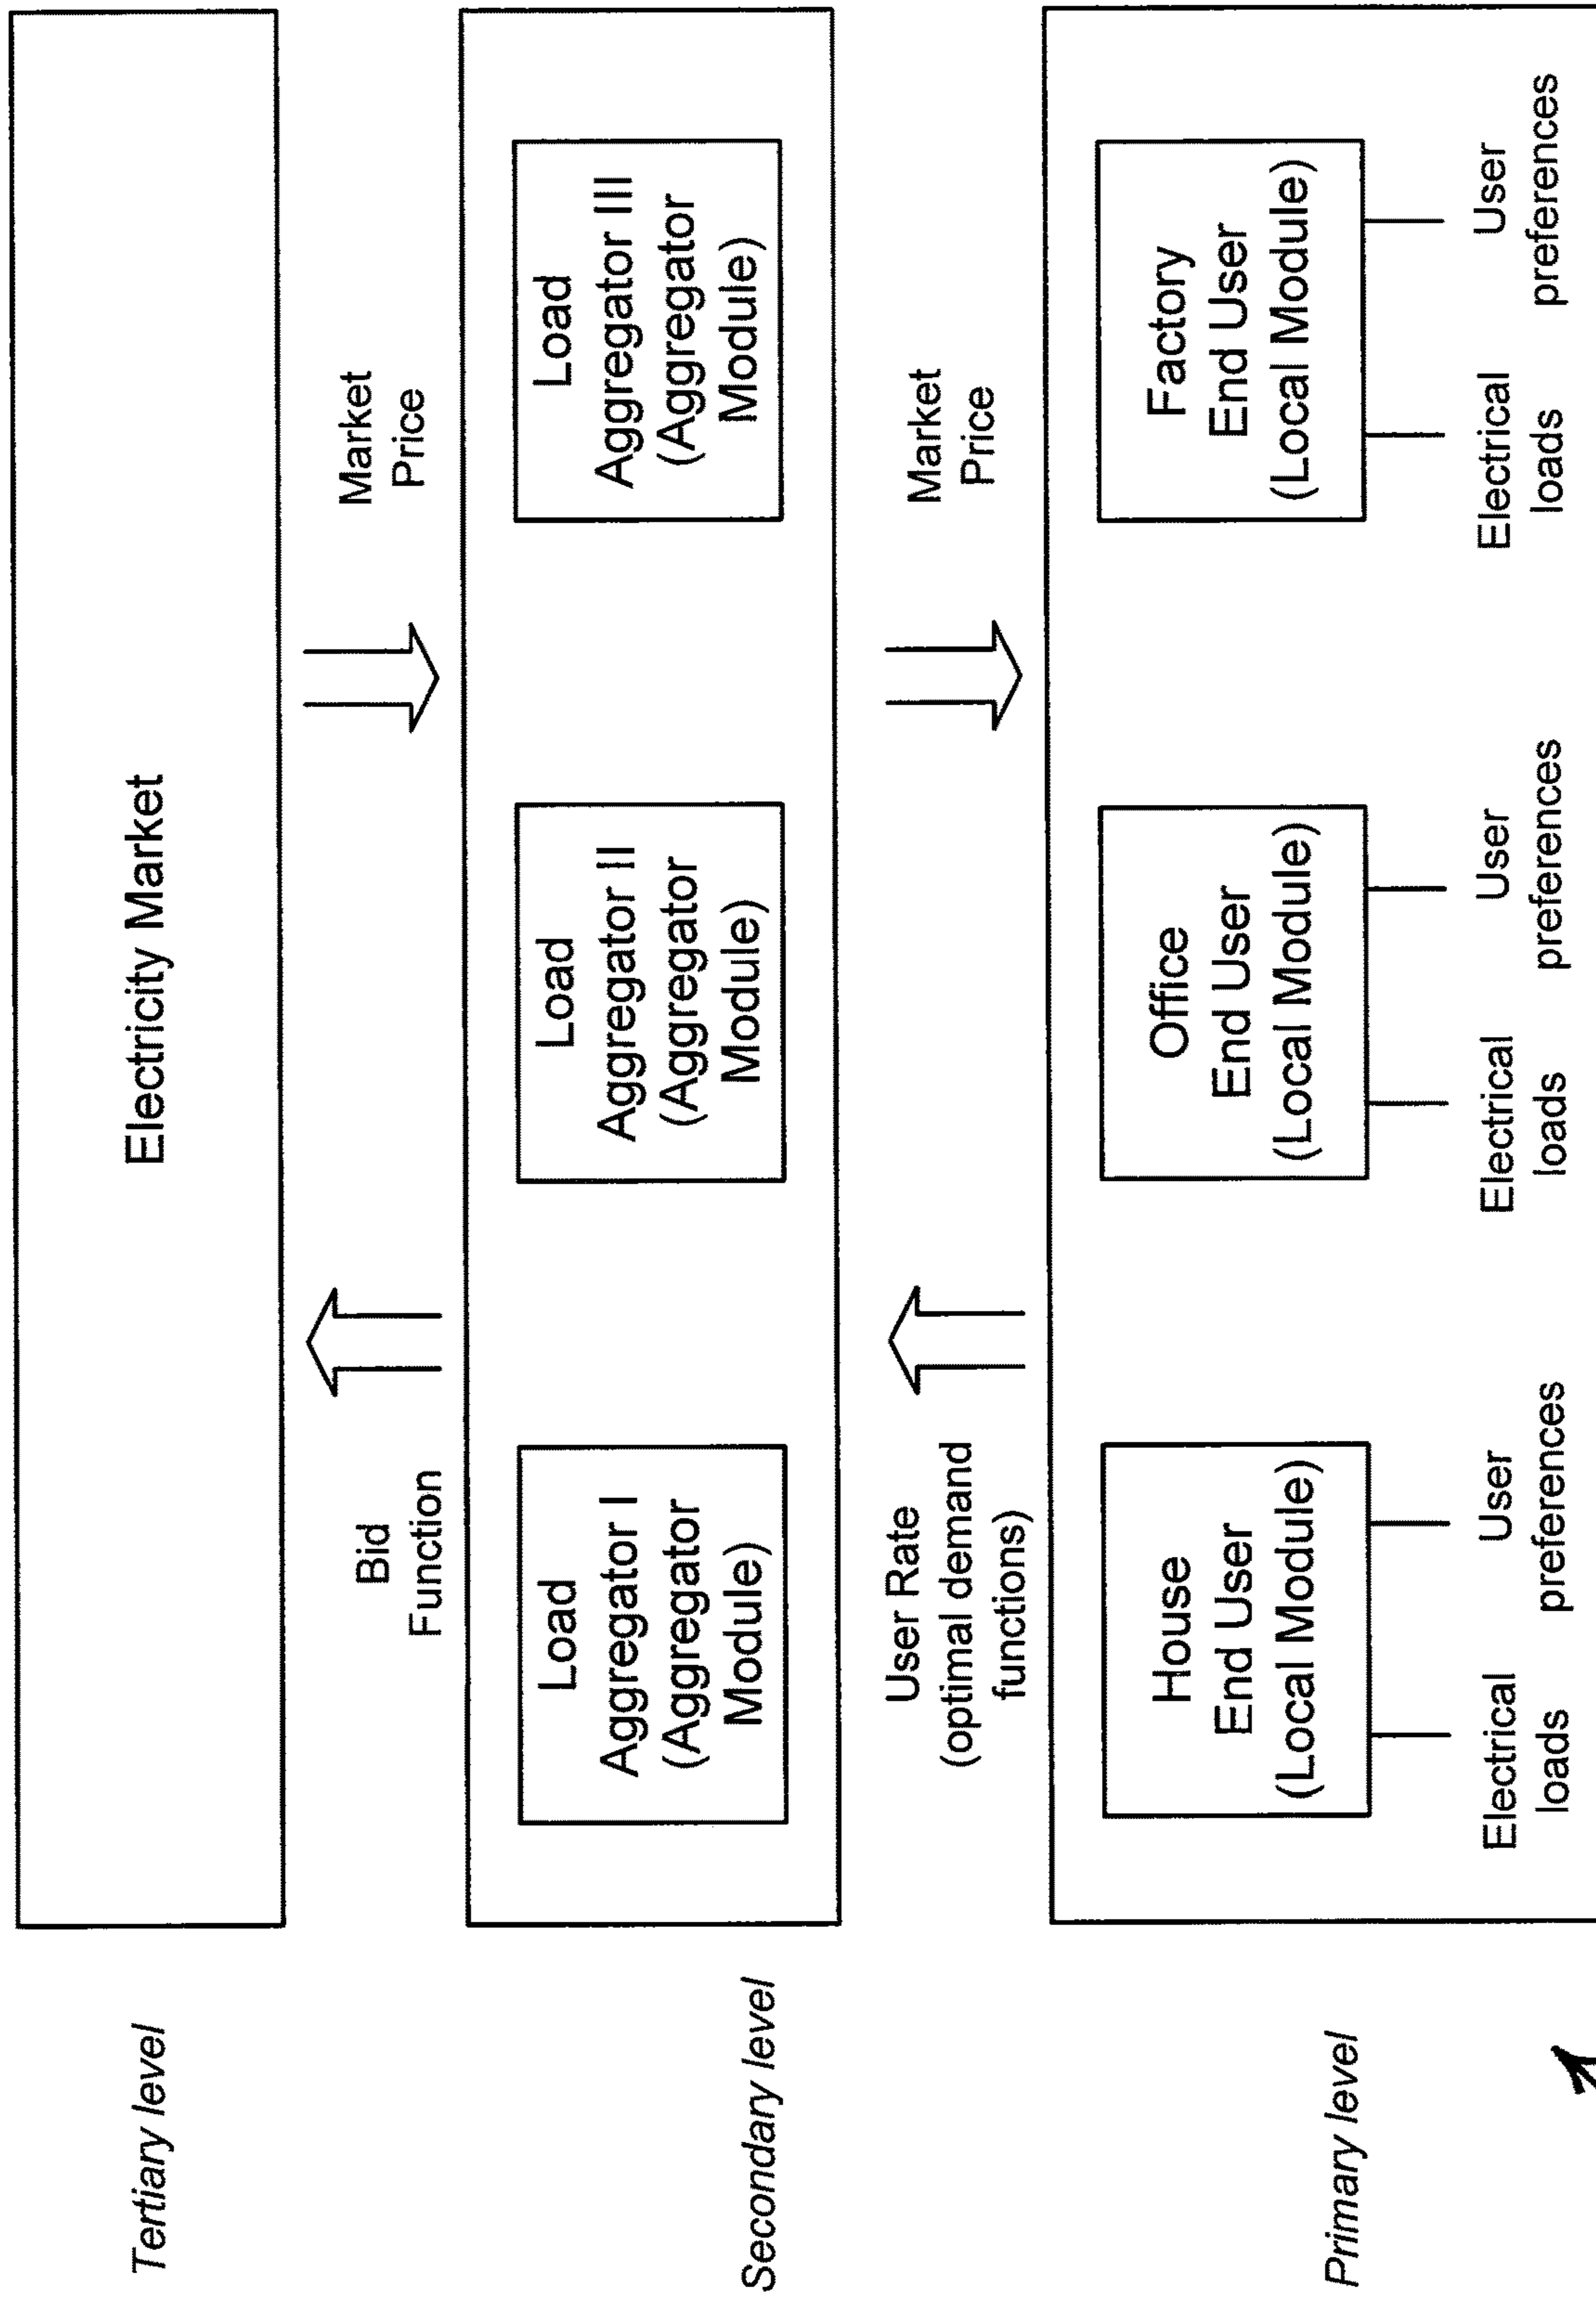 Tertiary level
Electricity Market
Bid
Function
Market
Price
Secondary level
Load
Aggregator I
(Aggregator
Module)
Load
Aggregator II
(Aggregator
Module)
Load
Aggregator III
(Aggregator
Module)
User Rate
(optimal demand
functions)
Market
Price
Primary level
House
End User
(Local Module)
Office
End User
(Local Module)
Factory
End User
(Local Module)
Electrical
loads
User
preferences
Electrical
loads
User
preferences
Electrical
loads
User
preferences